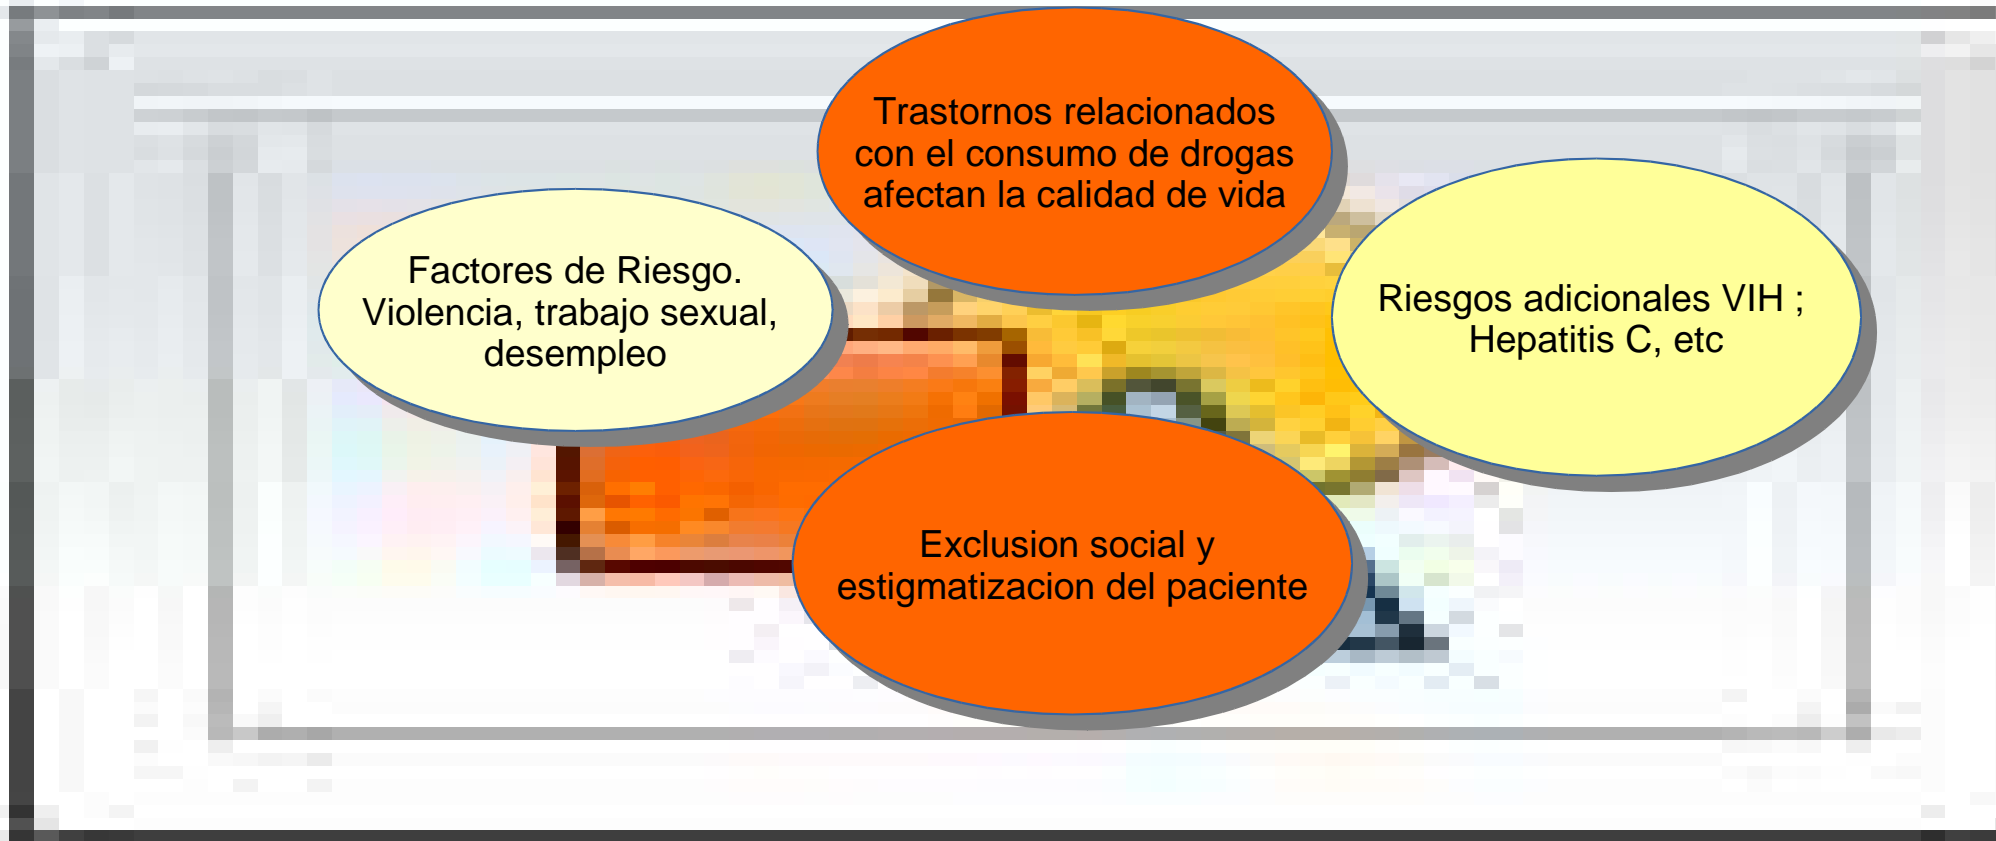 Trastornos relacionados
con el consumo de drogas
afectan la calidad de vida
Factores de Riesgo.
Violencia, trabajo sexual,
desempleo
Riesgos adicionales VIH ;
Hepatitis C, etc
Exclusion social y
estigmatizacion del paciente